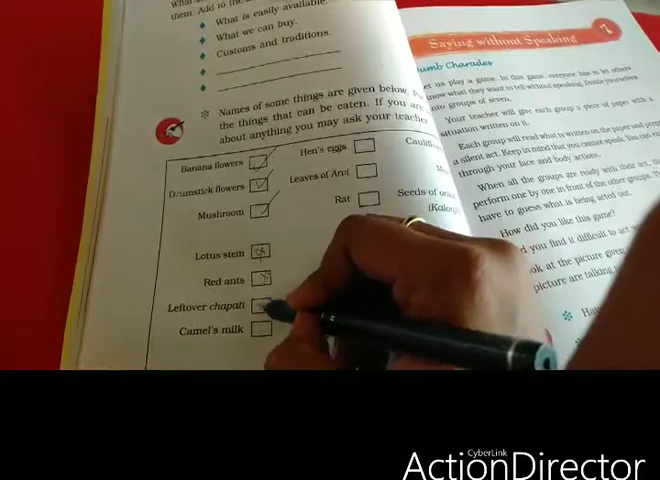 them. Add to the
What is easily available.
What we can buy.
Customs and traditions.
Names of some things are given below.
the things that can be eaten. If you are
about anything you may ask your teacher
Banana flowers
Hen's eggs
Drumstick flowers
Leaves of Arvi
Mushroom
Rat
Seeds of
Lotus stem
Red ants
Leftover chapati
Camel's milk
Saying without Speaking
7
Charades
us play a game. In this game, everyone has to let others
know what they want to tell without speaking. Divide yourselves
into groups of seven.
Your teacher will give each group a piece of paper with a
situation written on it.
Each group will read what is written on the paper and
a silent act. Keep in mind that you cannot speak. You can
through your face and body actions.
When all the groups are ready with their act,
perform one by one in front of the other groups.
have to guess what is being acted out.
How did you like this game?
you find it difficult to act
at the picture given
picture are talking
CyberLink
ActionDirector